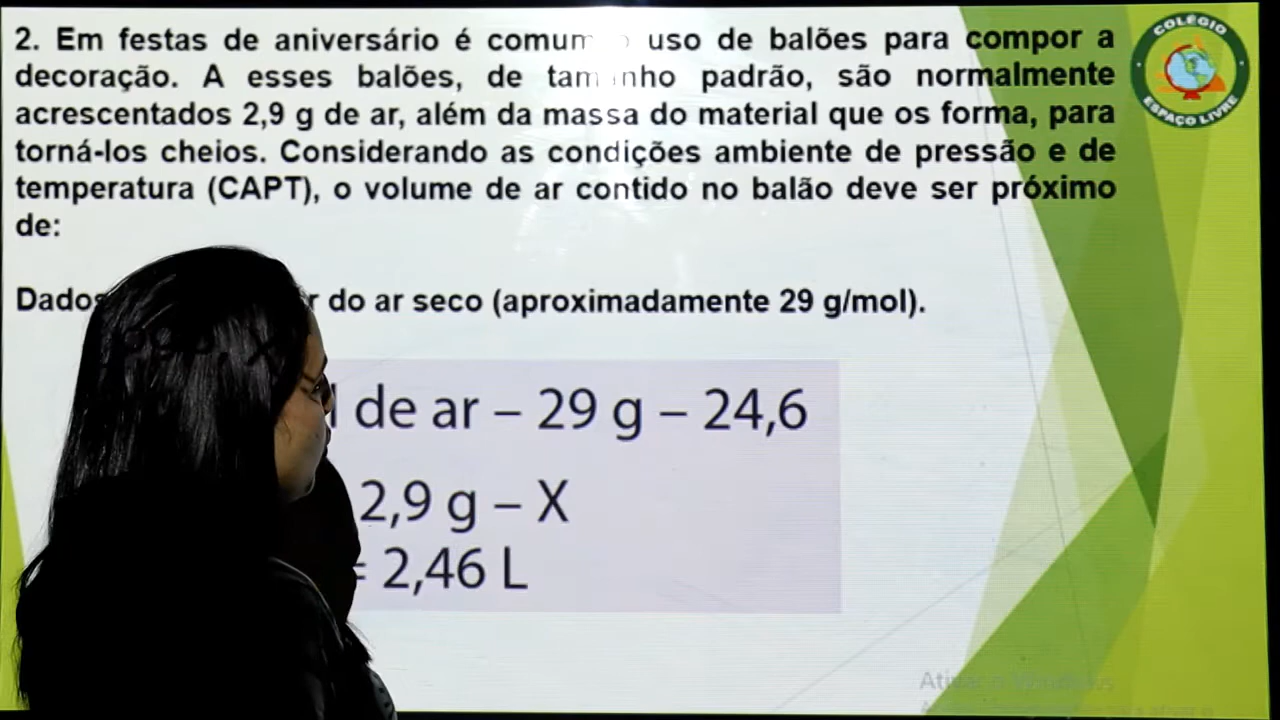 2. Em festas de aniversário é comum o uso de balões para compor a
decoração. A esses balões, de tamanho padrão, são normalmente
acrescentados 2,9 g de ar, além da massa do material que os forma, para
torná-los cheios. Considerando as condições ambiente de pressão e de
temperatura (CAPT), o volume de ar contido no balão deve ser próximo
de:
Dados do ar seco (aproximadamente 29 g/mol).
de ar – 29 g – 24,6
2,9 g – X
= 2,46 L
COLÉGIO
ESPAÇO LIVRE
Ativar o Windows